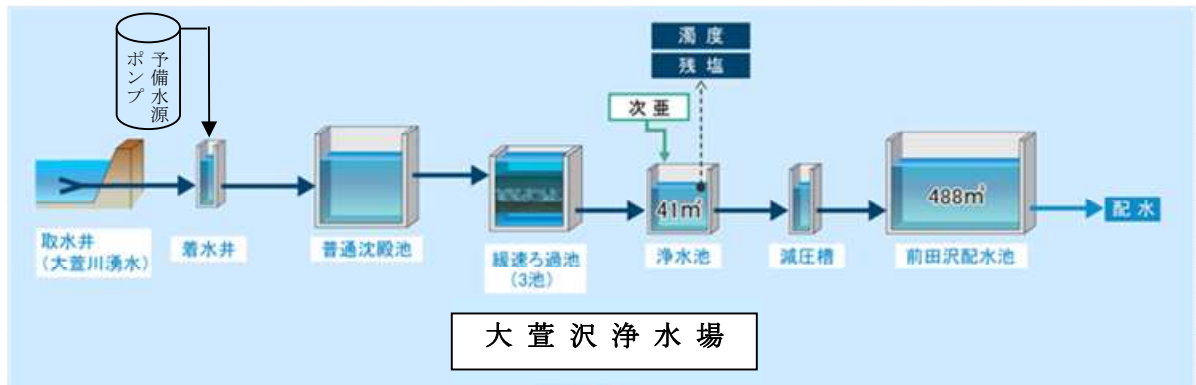 予備水源
ポンプ
濁度
残塩
次亜
41㎥
488㎥
配水
取水井
(大萱川湧水)
着水井
普通沈殿池
緩速ろ過池
(3池)
浄水池
減圧槽
前田沢配水池
大萱沢浄水場